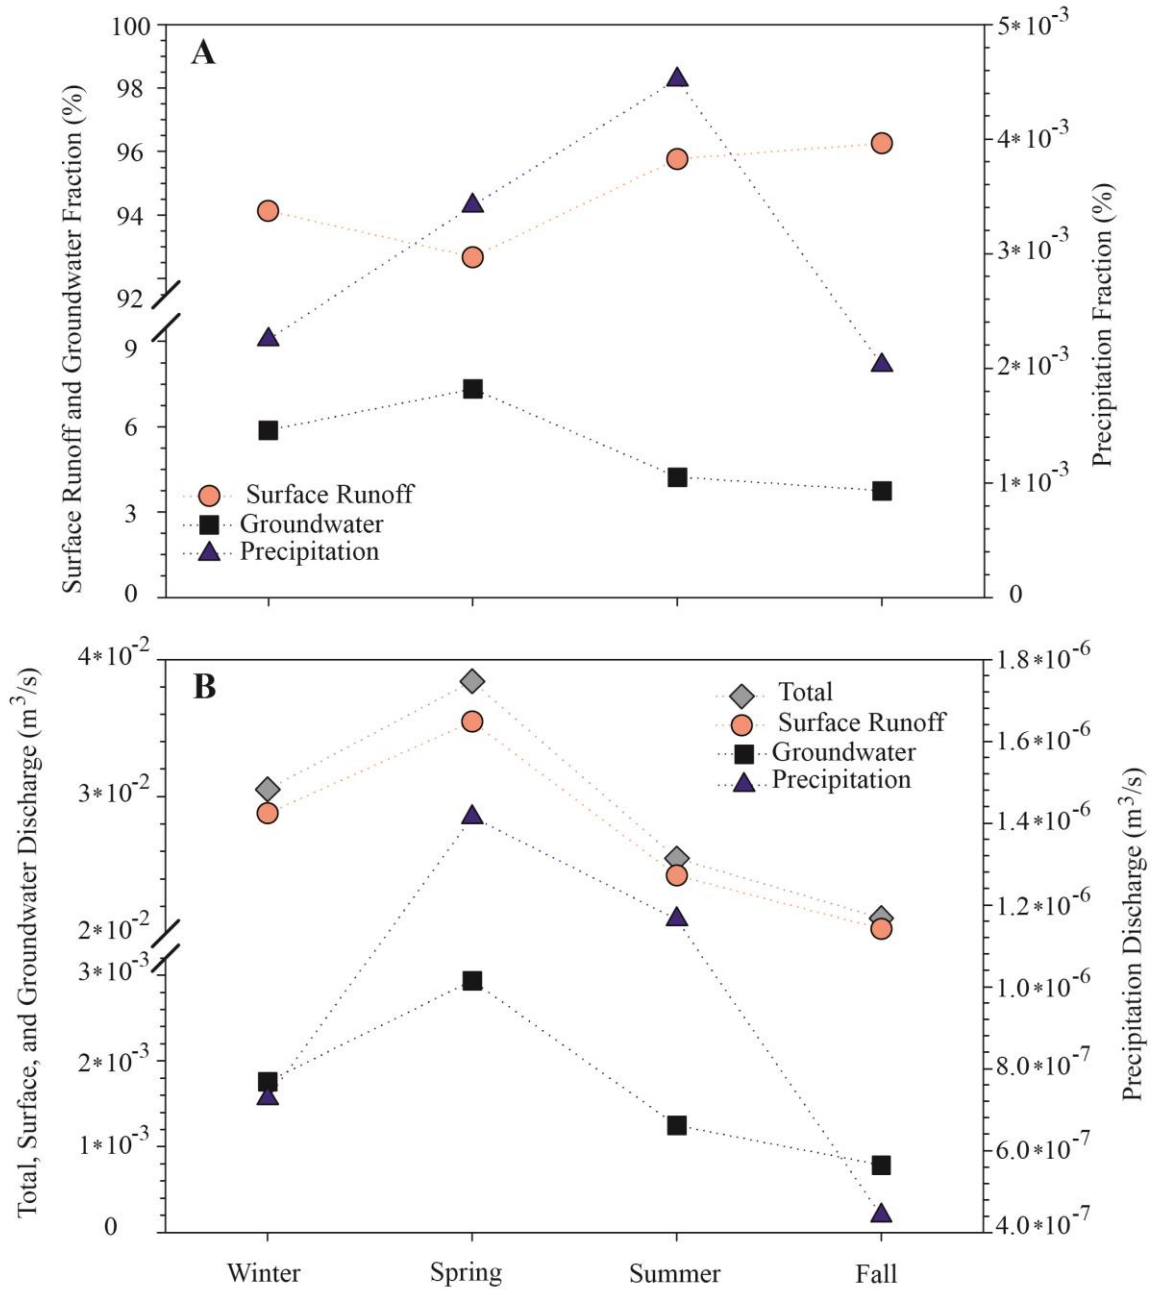 A
Surface Runoff and Groundwater Fraction (%)
100
98
96
94
92
9
6
3
0
5*10-3
4*10-3
3*10-3
2*10-3
1*10-3
0
Precipitation Fraction (%)
Surface Runoff
Groundwater
Precipitation
B
Total, Surface, and Groundwater Discharge (m3/s)
4*10-2
3*10-2
2*10-2
3*10-3
2*10-3
1*10-3
0
1.8*10-6
1.6*10-6
1.4*10-6
1.2*10-6
1.0*10-6
8.0*10-7
6.0*10-7
4.0*10-7
Precipitation Discharge (m3/s)
Total
Surface Runoff
Groundwater
Precipitation
Winter Spring Summer Fall